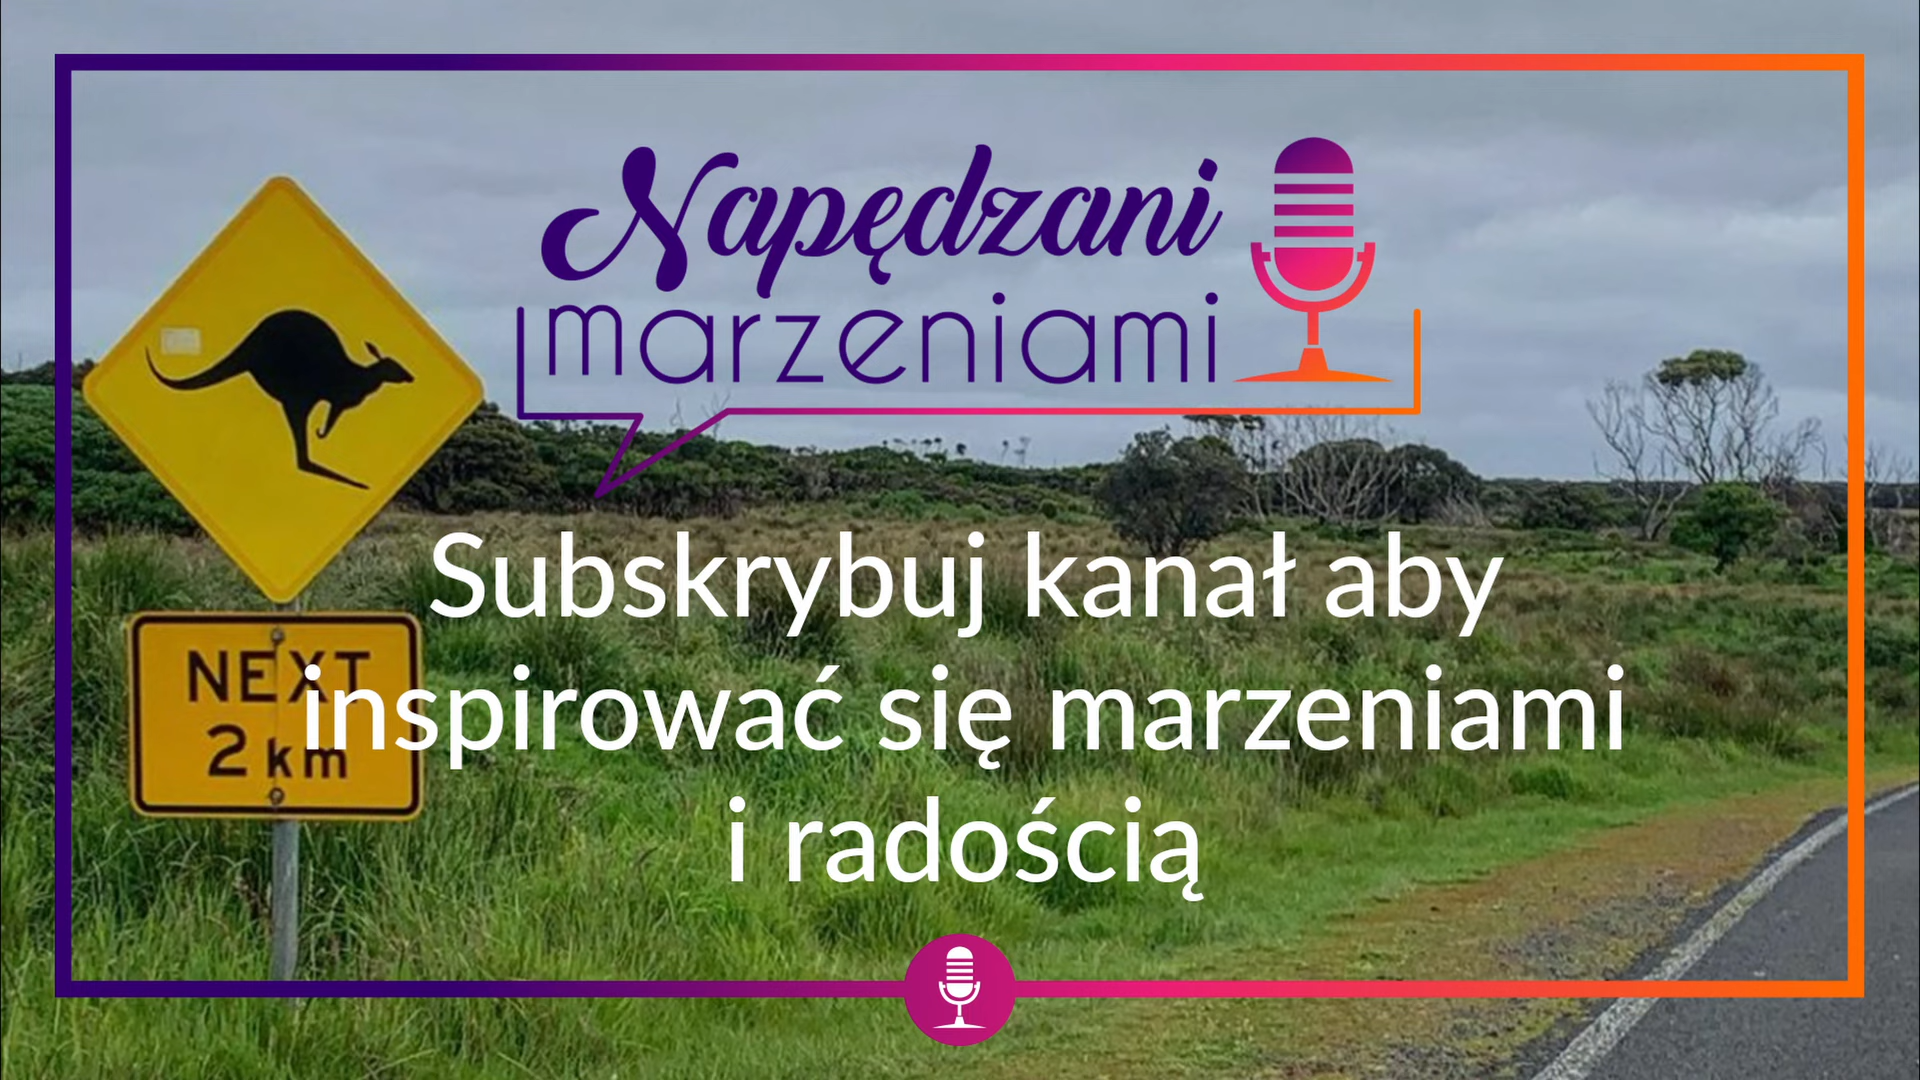 Napędzani
marzeniami
Subskrybuj kanał aby
inspirować się marzeniami
i radością
NEXT
2 km